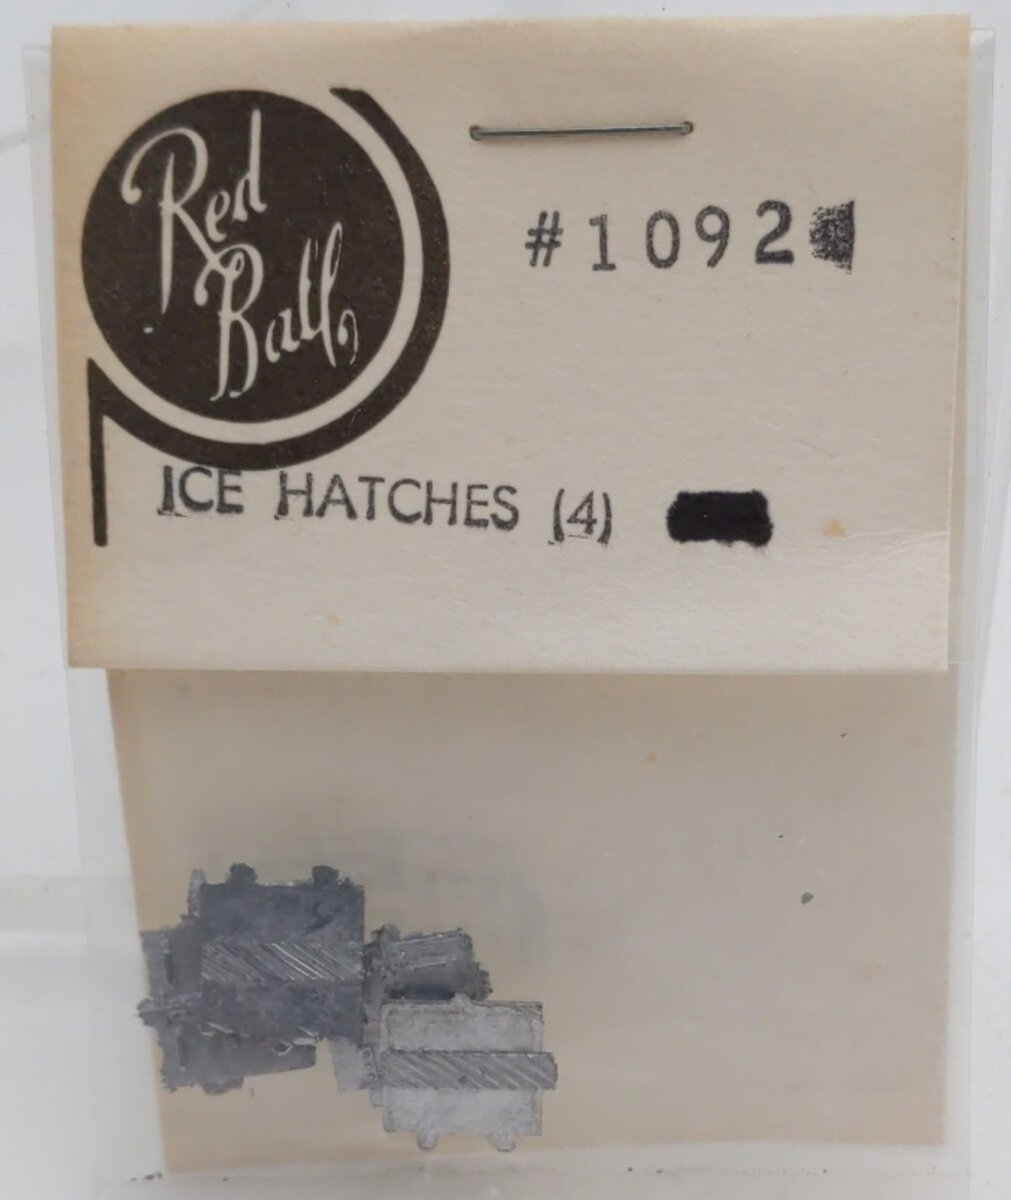 Red
Ball
#1092
ICE HATCHES (4)